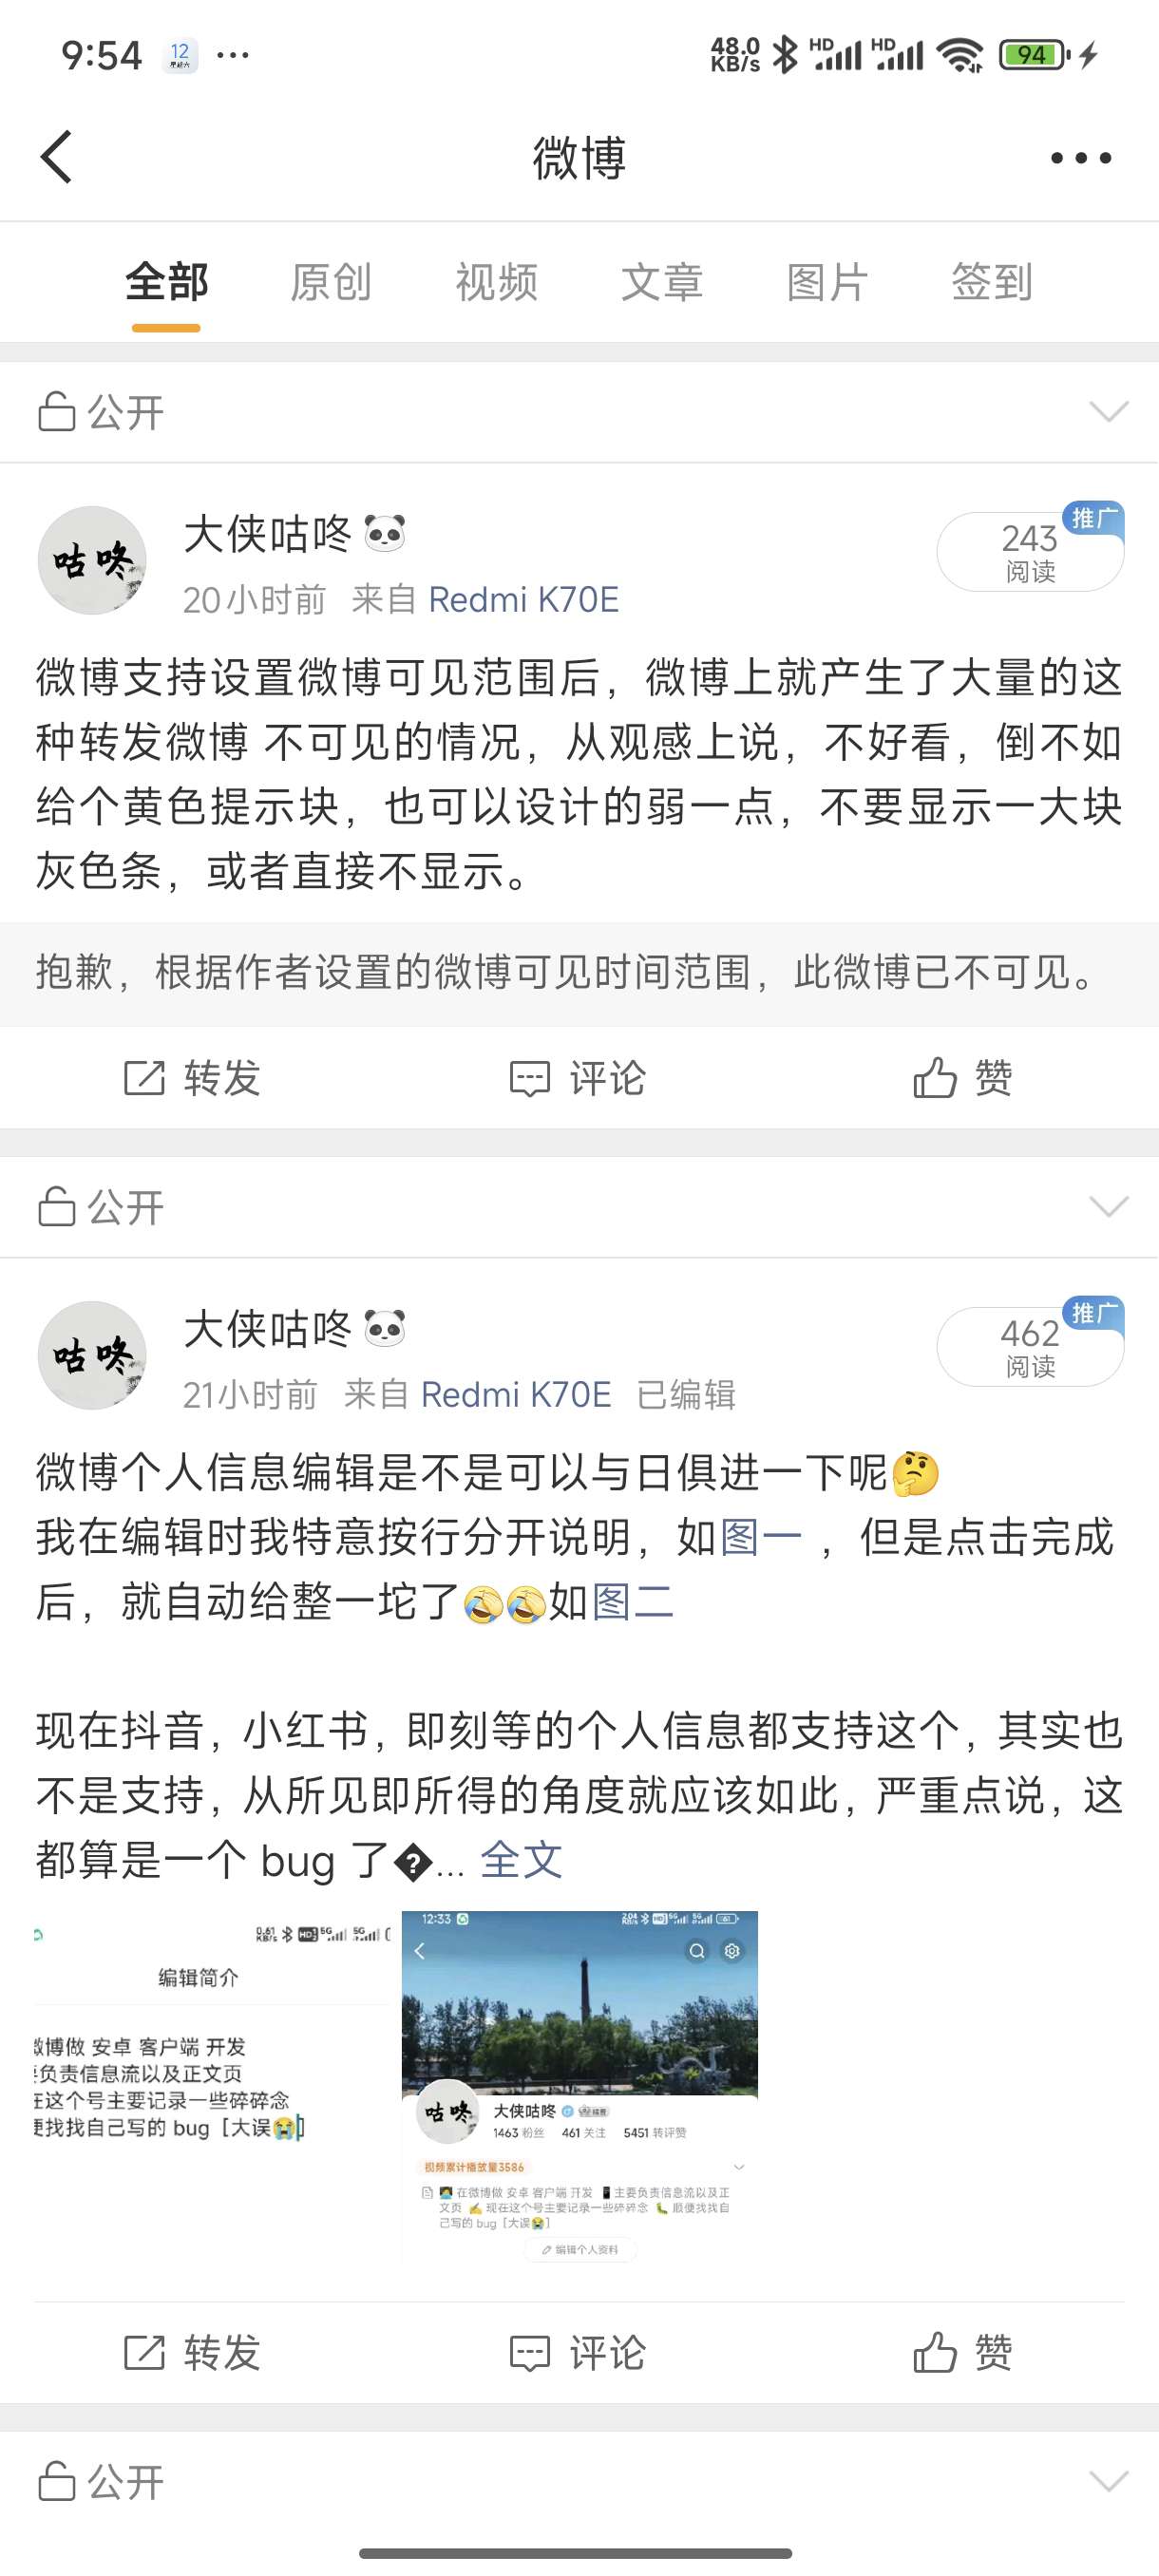 9:54 12 星期六 ··· 48.0 KB/s HD HD 94
微博
全部 原创 视频 文章 图片 签到
公开
大侠咕咚🐼
咕咚
20小时前 来自 Redmi K70E
243 阅读 推广
微博支持设置微博可见范围后，微博上就产生了大量的这
种转发微博 不可见的情况，从观感上说，不好看，倒不如
给个黄色提示块，也可以设计的弱一点，不要显示一大块
灰色条，或者直接不显示。
抱歉，根据作者设置的微博可见时间范围，此微博已不可见。
转发 评论 赞
公开
大侠咕咚🐼
咕咚
21小时前 来自 Redmi K70E 已编辑
462 阅读 推广
微博个人信息编辑是不是可以与日俱进一下呢🤔
我在编辑时我特意按行分开说明，如图一 ，但是点击完成
后，就自动给整一坨了🤣🤣如图二
现在抖音，小红书，即刻等的个人信息都支持这个，其实也
不是支持，从所见即所得的角度就应该如此，严重点说，这
都算是一个 bug 了�... 全文
0.61 KB/s HD 5G 5G
编辑简介
微博做 安卓 客户端 开发
负责信息流以及正文页
在这个号主要记录一些碎碎念
便找找自己写的 bug [大误😭]
12:33 5G 5G 61
咕咚
大侠咕咚
1463 粉丝 461 关注 5451 转评赞
视频累计播放量3586
在微博做 安卓 客户端 开发 📱主要负责信息流以及正
文页 ✍ 现在这个号主要记录一些碎碎念 🐛 顺便找找自
己写的 bug [大误😭]
编辑个人资料
转发 评论 赞
公开